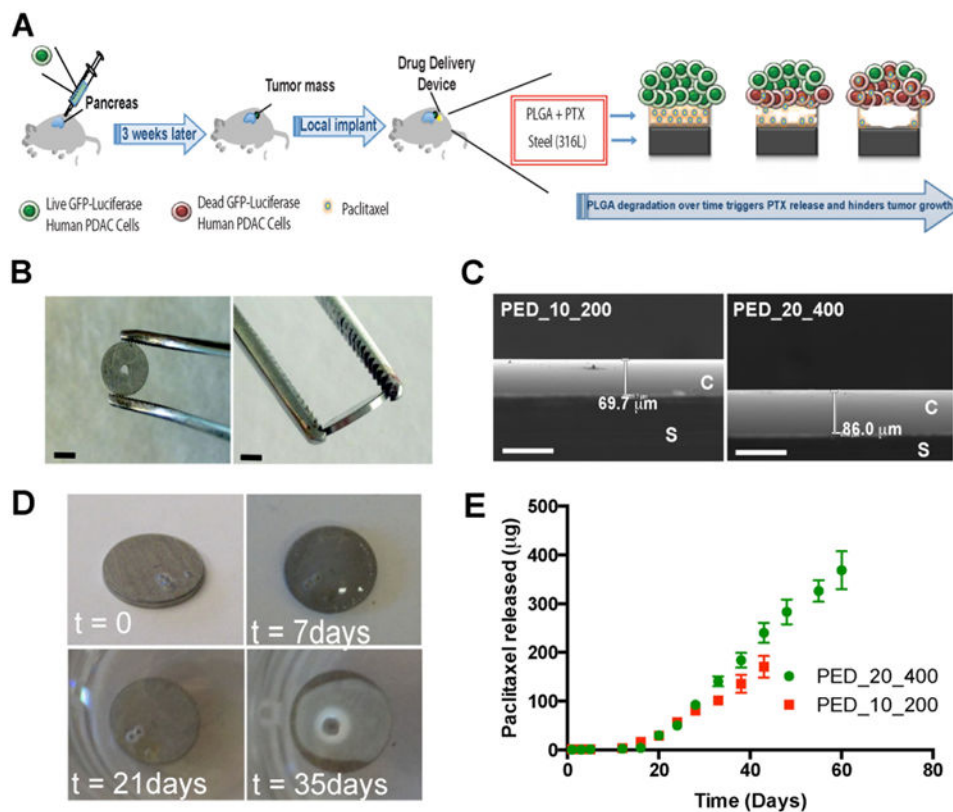 A
Pancreas
3 weeks later
Tumor mass
Local implant
Drug Delivery
Device
PLGA + PTX
Steel (316L)
Live GFP-Luciferase
Human PDAC Cells
Dead GFP-Luciferase
Human PDAC Cells
Paclitaxel
PLGA degradation over time triggers PTX release and hinders tumor growth
B
C
PED_10_200
69.7 μm
C
S
PED_20_400
86.0 μm
C
S
D
t = 0
t = 7days
t = 21days
t = 35days
E
Paclitaxel released (μg)
500
400
300
200
100
0
0
20
40
60
80
Time (Days)
PED_20_400
PED_10_200